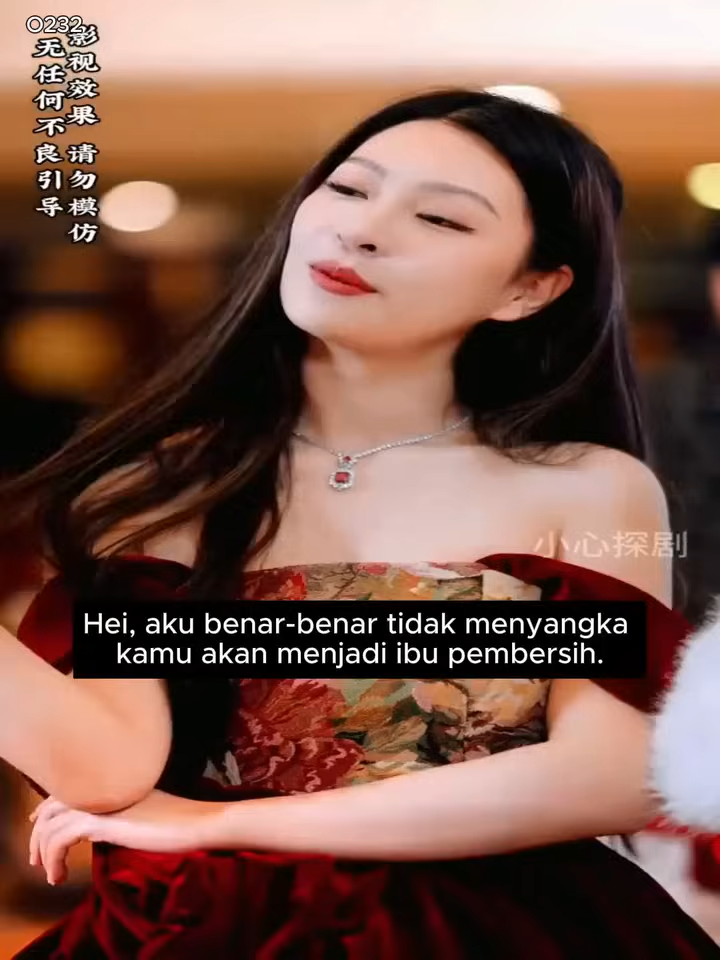 O232
影视效果 请勿模仿
无任何不良引导
小心探剧
Hei, aku benar-benar tidak menyangka
kamu akan menjadi ibu pembersih.